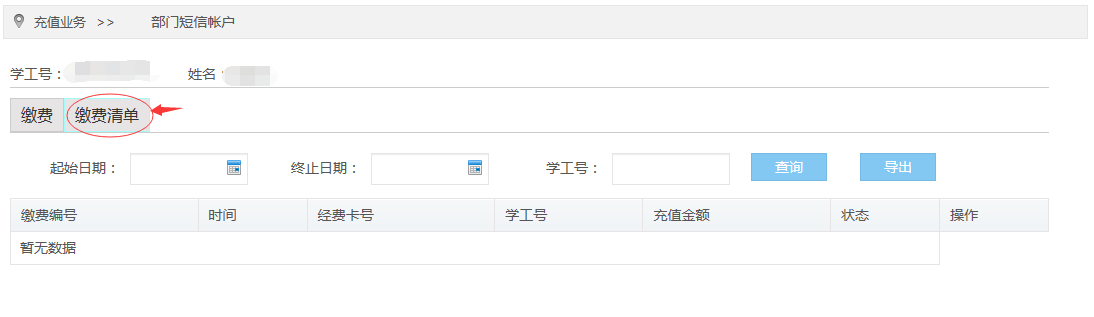 充值业务 >> 部门短信帐户
学工号： 姓名：
缴费 缴费清单
起始日期： 终止日期： 学工号： 查询 导出
缴费编号 时间 经费卡号 学工号 充值金额 状态 操作
暂无数据